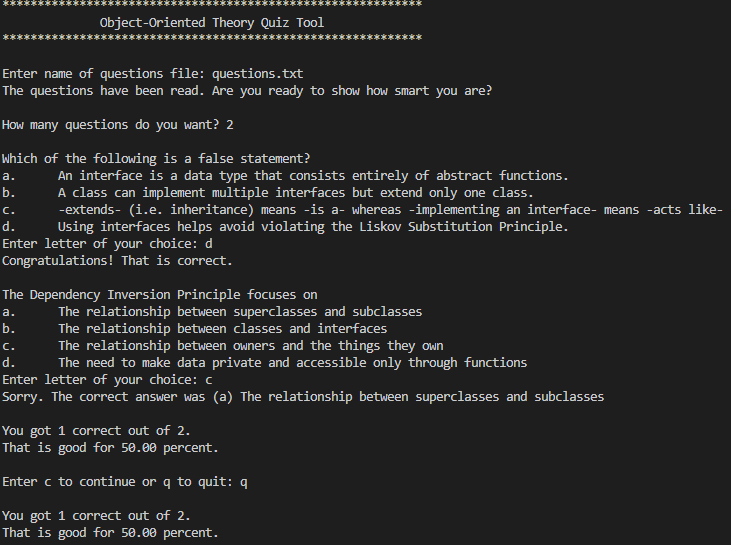 ************************************************************
Object-Oriented Theory Quiz Tool
************************************************************
Enter name of questions file: questions.txt
The questions have been read. Are you ready to show how smart you are?
How many questions do you want? 2
Which of the following is a false statement?
a. An interface is a data type that consists entirely of abstract functions.
b. A class can implement multiple interfaces but extend only one class.
c. -extends- (i.e. inheritance) means -is a- whereas -implementing an interface- means -acts like-
d. Using interfaces helps avoid violating the Liskov Substitution Principle.
Enter letter of your choice: d
Congratulations! That is correct.
The Dependency Inversion Principle focuses on
a. The relationship between superclasses and subclasses
b. The relationship between classes and interfaces
c. The relationship between owners and the things they own
d. The need to make data private and accessible only through functions
Enter letter of your choice: c
Sorry. The correct answer was (a) The relationship between superclasses and subclasses
You got 1 correct out of 2.
That is good for 50.00 percent.
Enter c to continue or q to quit: q
You got 1 correct out of 2.
That is good for 50.00 percent.